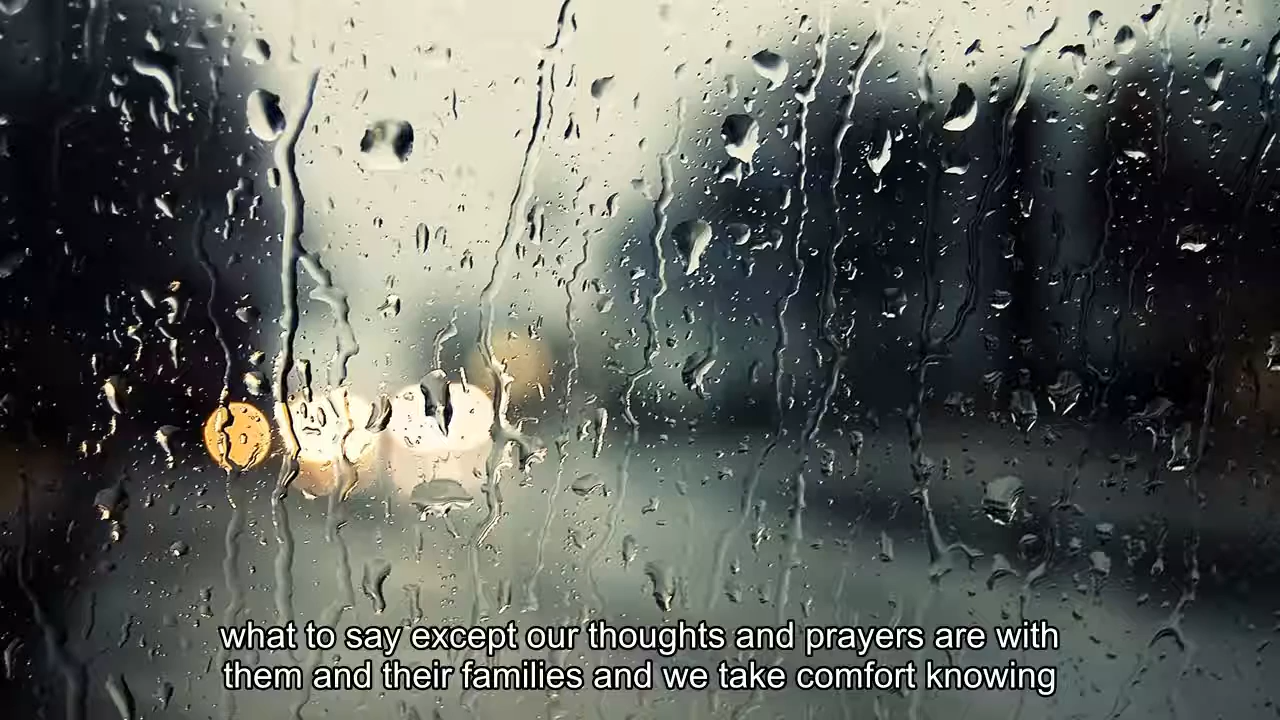 what to say except our thoughts and prayers are with
them and their families and we take comfort knowing